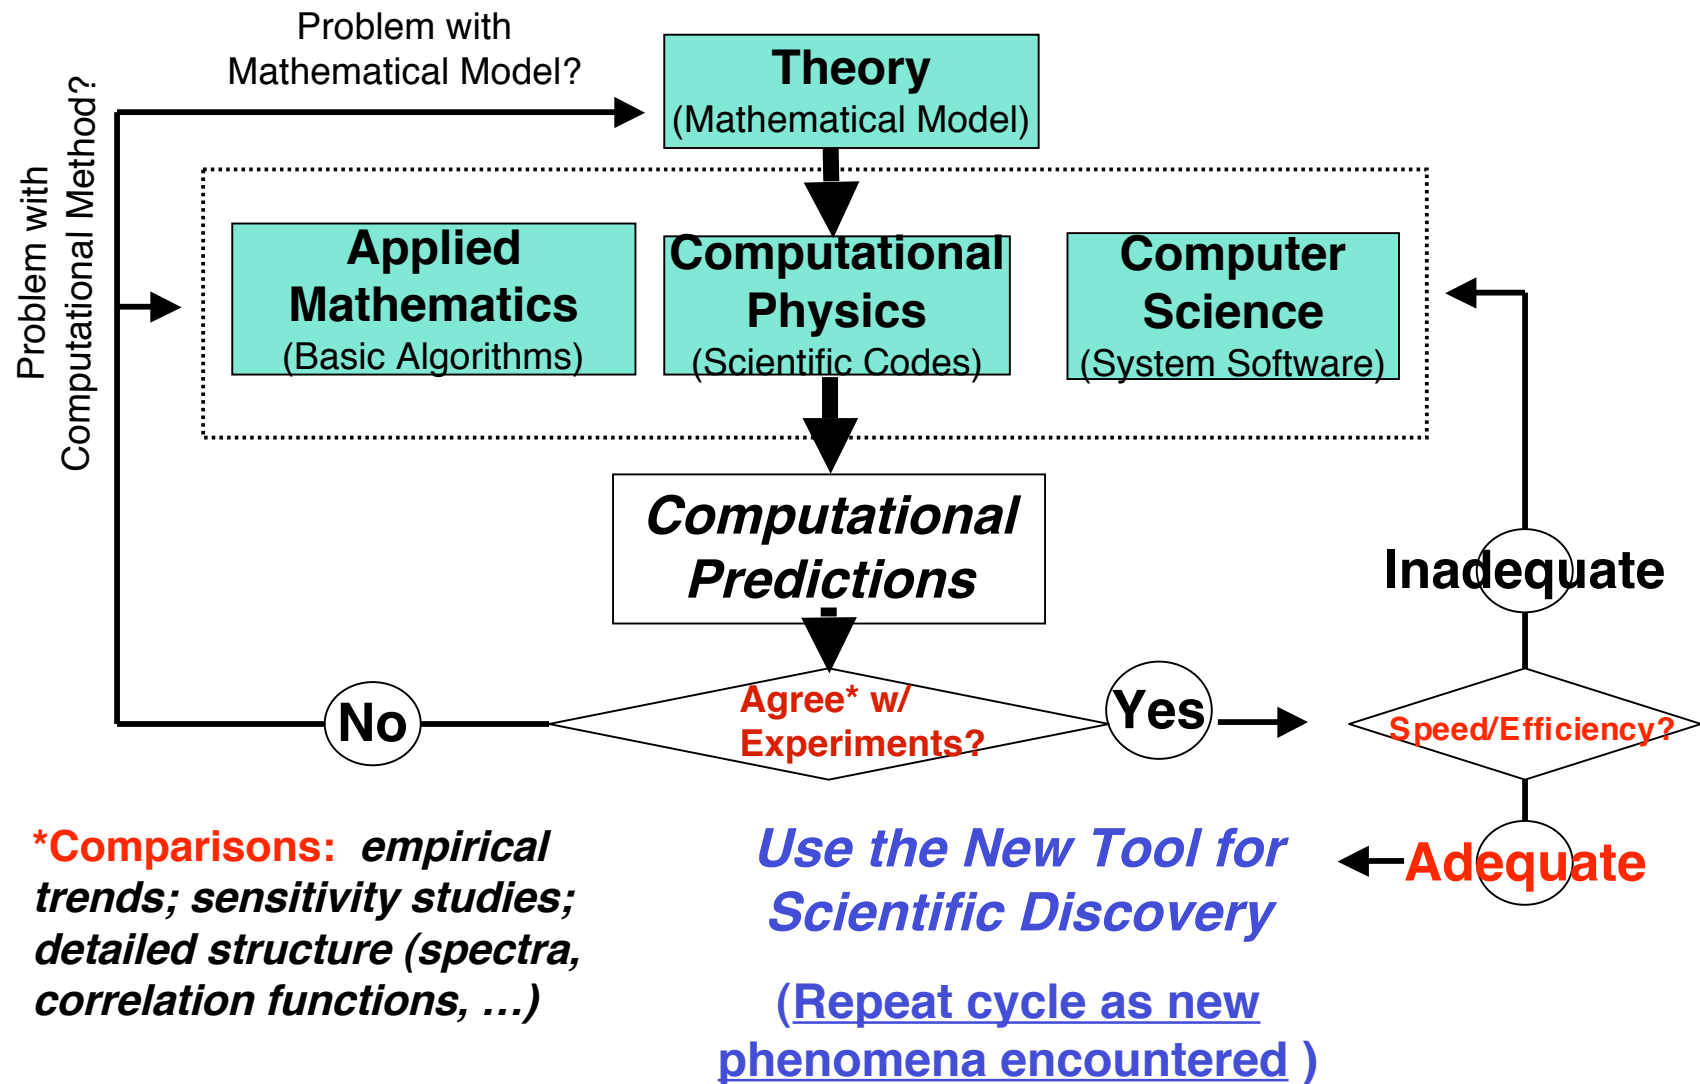 Problem with
Mathematical Model?
Theory
(Mathematical Model)
Problem with
Computational Method?
Applied
Mathematics
(Basic Algorithms)
Computational
Physics
(Scientific Codes)
Computer
Science
(System Software)
Computational
Predictions
Inadequate
No
Agree* w/
Experiments?
Yes
Speed/Efficiency?
*Comparisons: empirical
trends; sensitivity studies;
detailed structure (spectra,
correlation functions, …)
Use the New Tool for
Scientific Discovery
(Repeat cycle as new
phenomena encountered )
Adequate